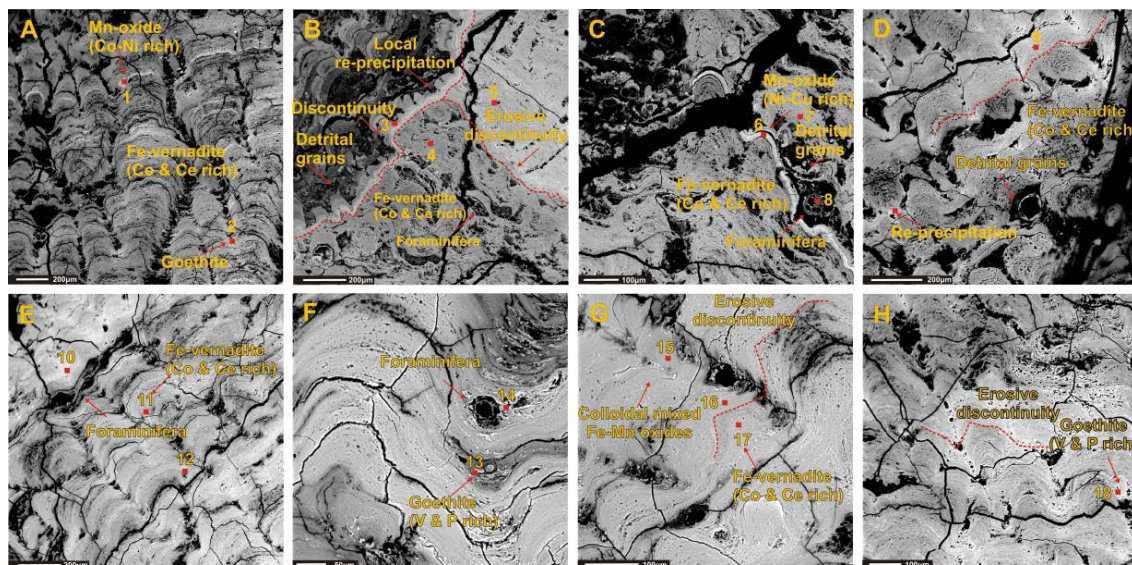 A
Mn-oxide
(Co-Ni rich)
1
Fe-vernadite
(Co & Ce rich)
2
Goethite
200µm
B
Local
re-precipitation
5
Discontinuity
3
Erosive
discontinuity
Detrital
grains
4
Fe-vernadite
(Co & Ce rich)
Foraminifera
200µm
C
Mn-oxide
(Ni-Cu rich)
6
7
Detrital
grains
Fe-vernadite
(Co & Ce rich)
8
Foraminifera
100µm
D
9
Fe-vernadite
(Co & Ce rich)
Detrital grains
Re-precipitation
200µm
E
10
Fe-vernadite
(Co & Ce rich)
11
Foraminifera
12
200µm
F
Foraminifera
14
13
Goethite
(V & P rich)
50µm
G
Erosive
discontinuity
15
16
Colloidal mixed
Fe-Mn oxides
17
Fe-vernadite
(Co & Ce rich)
100µm
H
Erosive
discontinuity
Goethite
(V & P rich
18
100µm